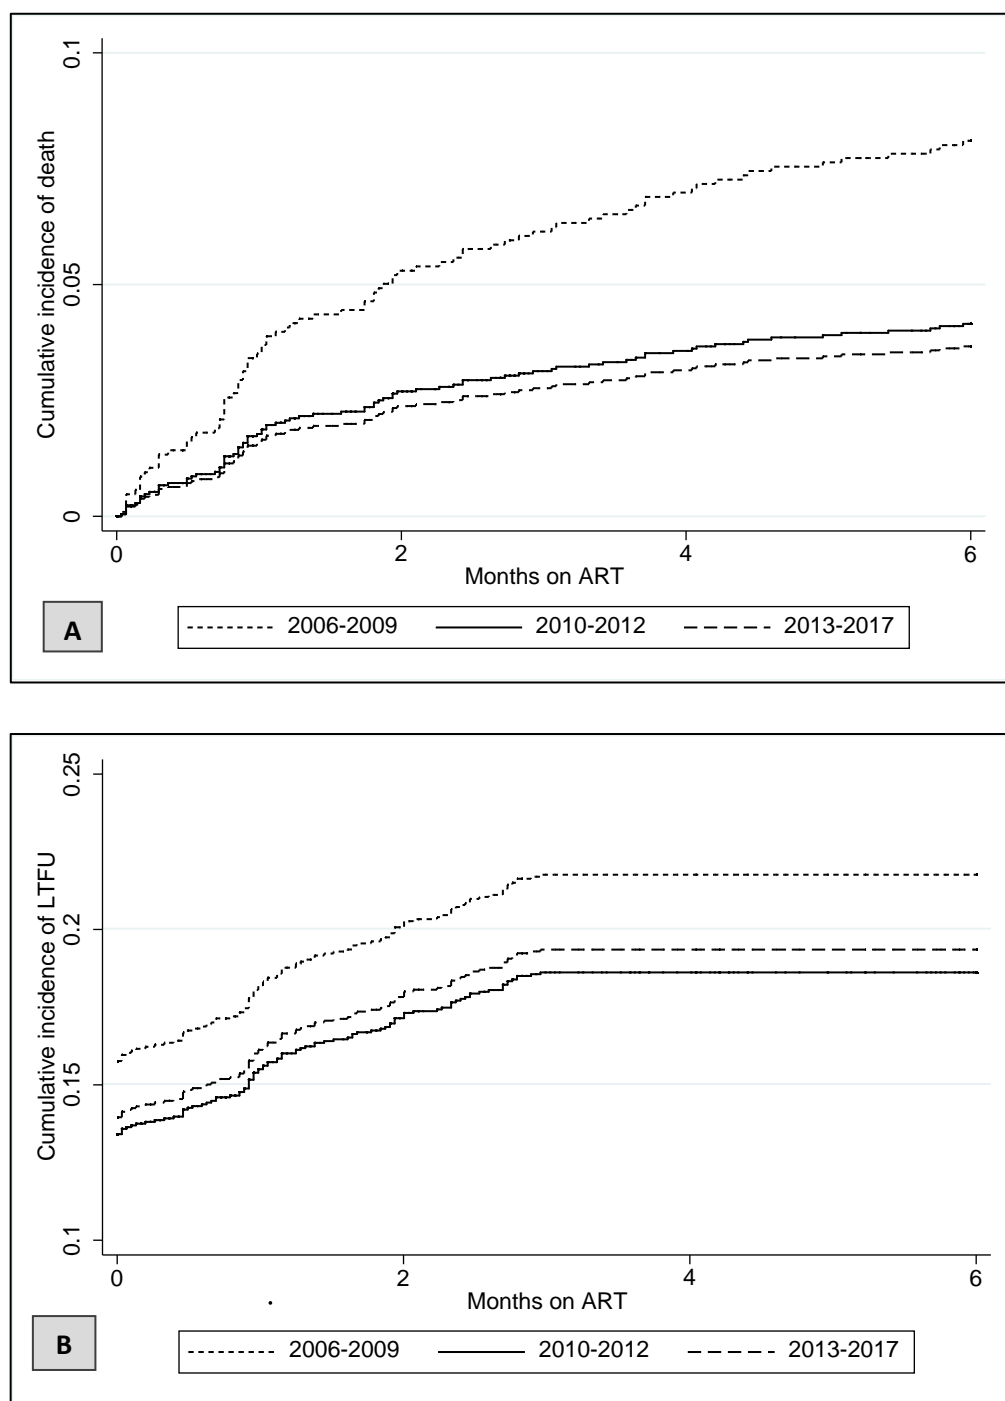 Cumulative incidence of death
0.1
0.05
0
0 2 4 6
Months on ART
A
2006-2009 2010-2012 2013-2017
Cumulative incidence of LTFU
0.25
0.2
0.15
0.1
0 2 4 6
Months on ART
B
2006-2009 2010-2012 2013-2017